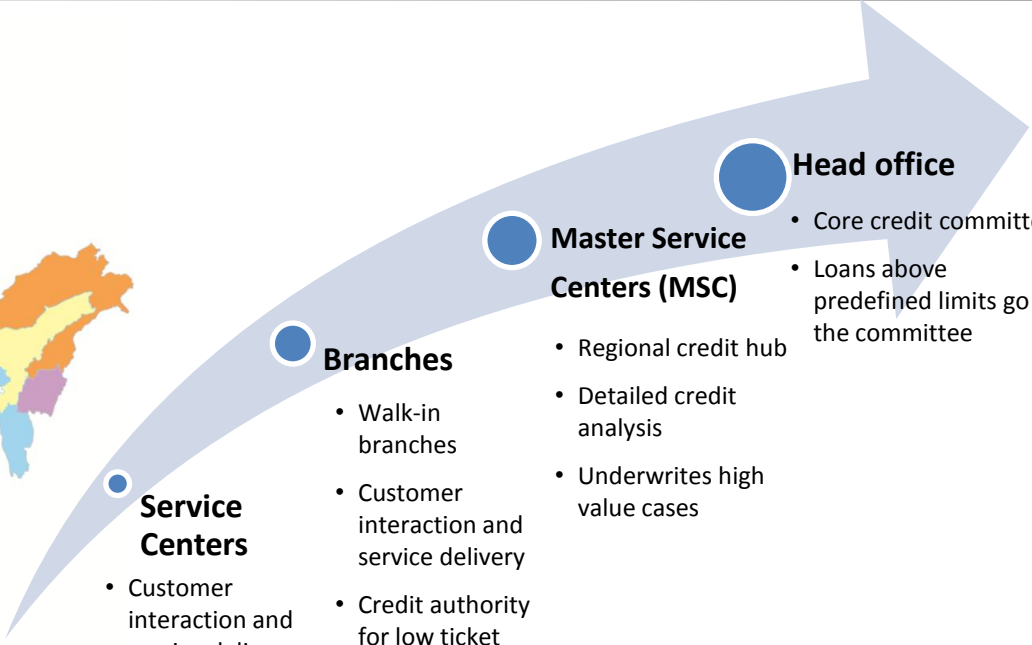 Head office
• Core credit
• Loans above
predefined limits go
the committee
Master Service
Centers (MSC)
• Regional credit hub
• Detailed credit
analysis
• Underwrites high
value cases
Branches
• Walk-in
branches
• Customer
interaction and
service delivery
• Credit authority
for low ticket
Service
Centers
• Customer
interaction and